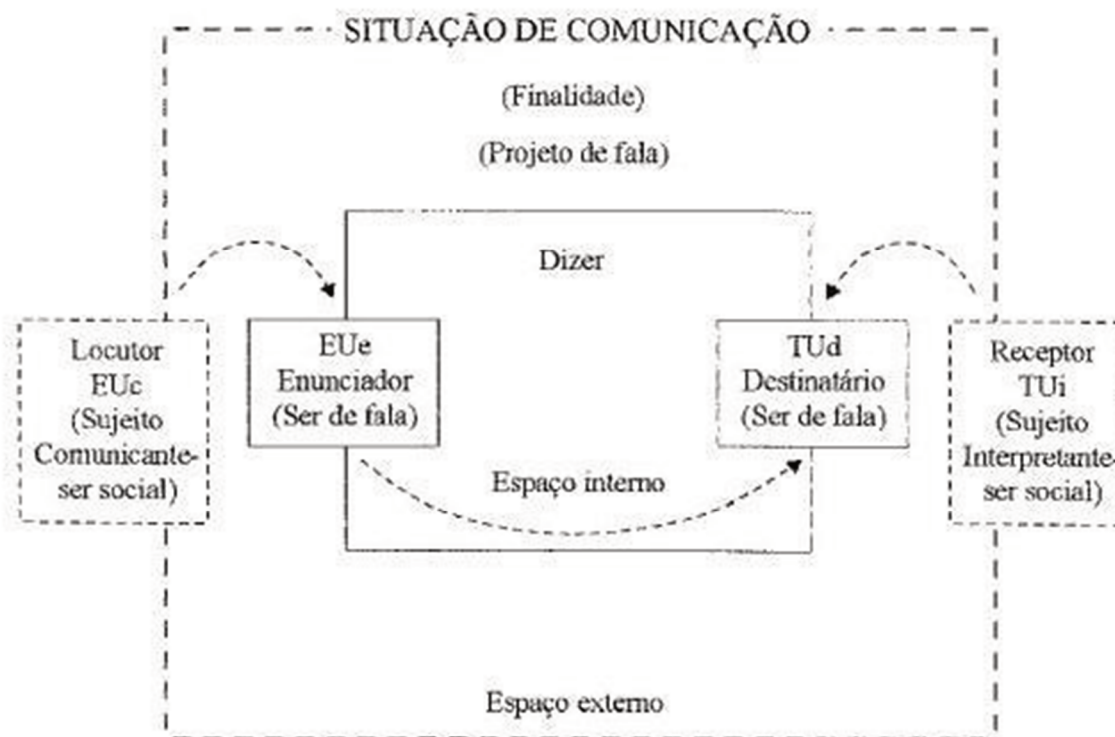 SITUAÇÃO DE COMUNICAÇÃO
(Finalidade)
(Projeto de fala)
Dizer
Locutor
EUc
(Sujeito
Comunicante-
ser social)
EUe
Enunciador
(Ser de fala)
TUd
Destinatário
(Ser de fala)
Receptor
TUi
(Sujeito
Interpretante-
ser social)
Espaço interno
Espaço externo